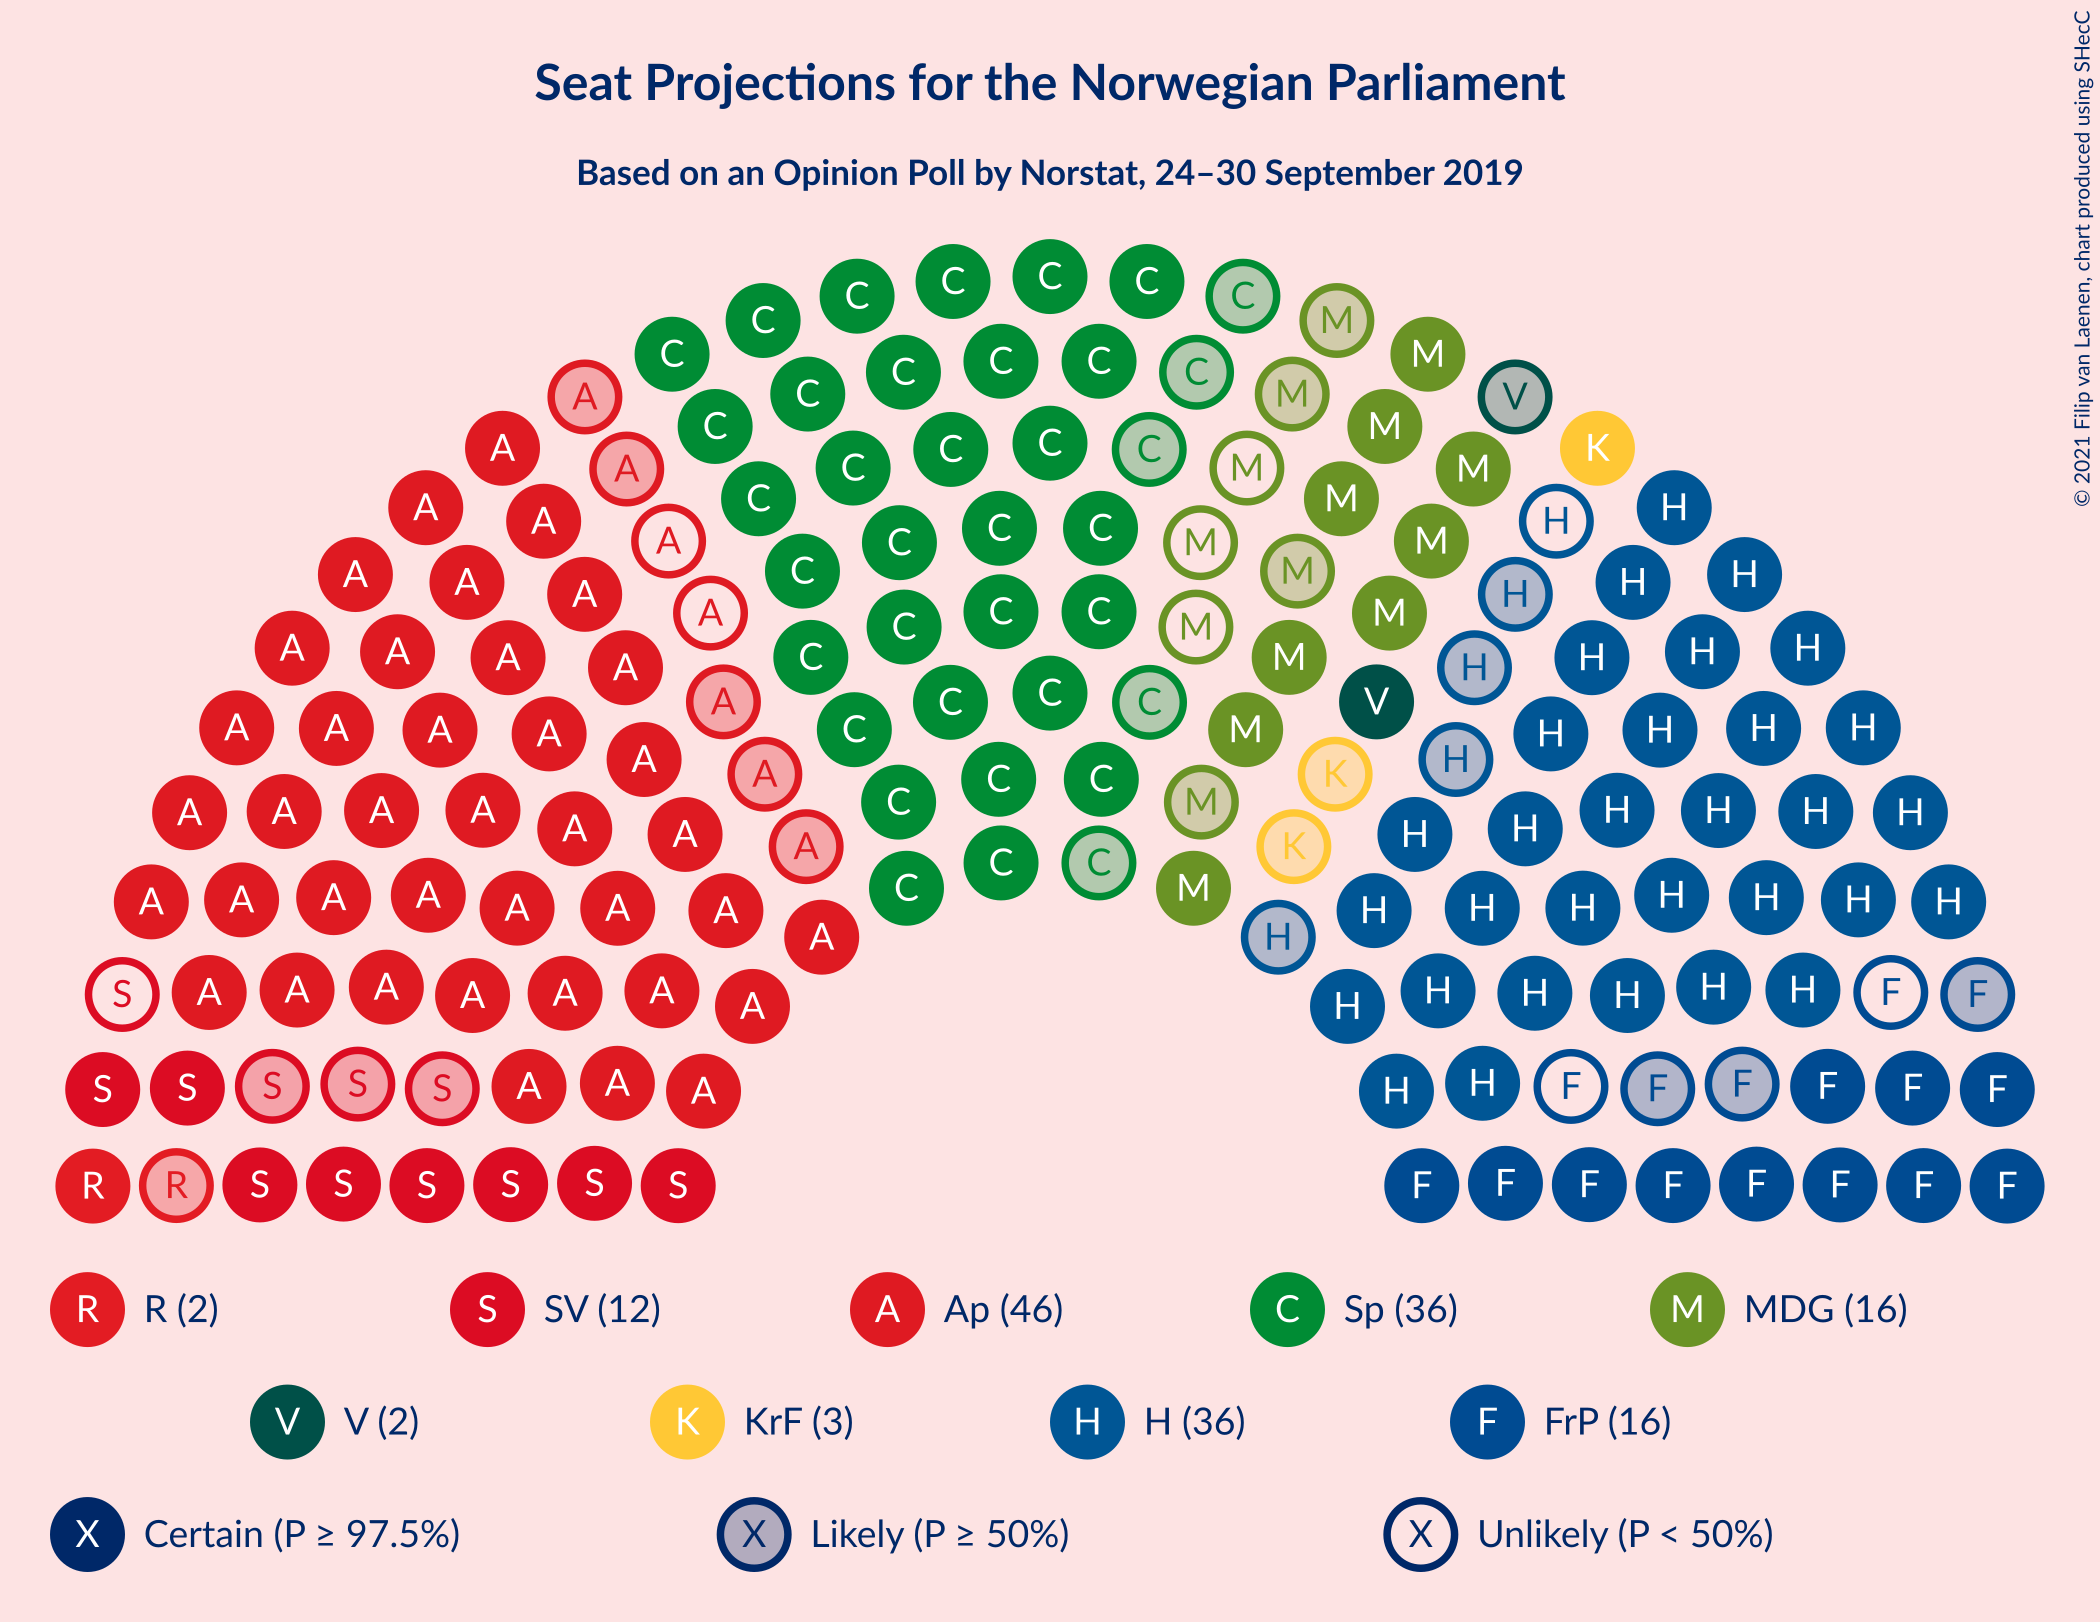 Seat Projections for the Norwegian Parliament
Based on an Opinion Poll by Norstat, 24–30 September 2019
© 2021 Filip van Laenen, chart produced using SHecC
C C C C C C C M M V K H H H H H H H F F F
A A A A A A A A A A A S S R
C C C C C C M M M
A A A A A A A A A A A A S R
R R (2) S SV (12) A Ap (46) C Sp (36) M MDG (16)
V V (2) K KrF (3) H H (36) F FrP (16)
X Certain (P ≥ 97.5%) X Likely (P ≥ 50%) X Unlikely (P < 50%)